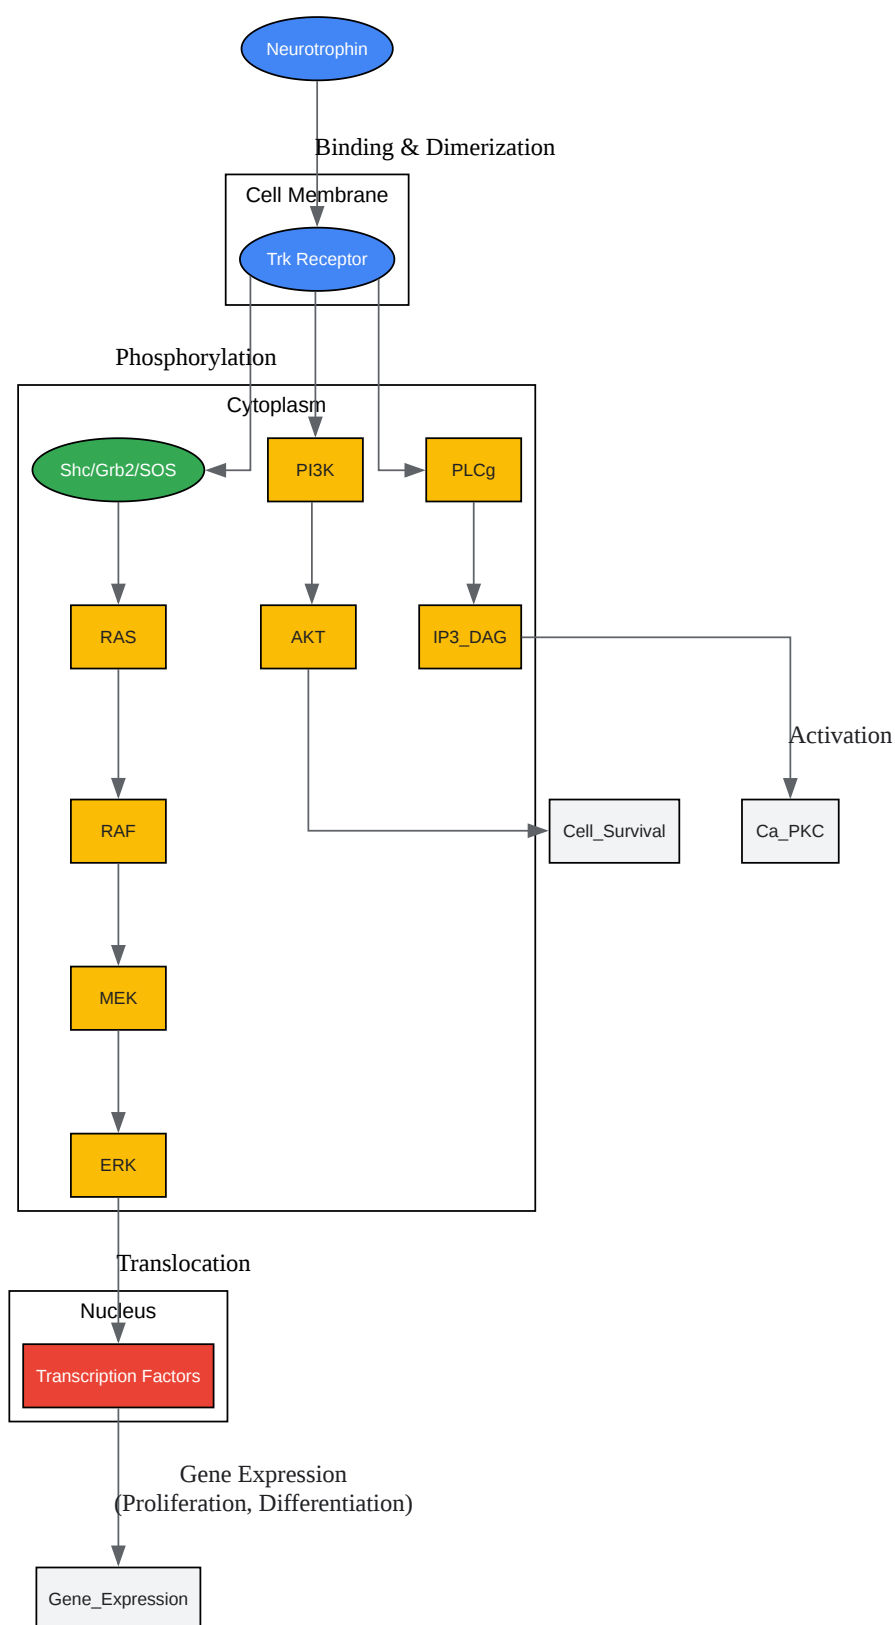 Neurotrophin
Binding & Dimerization
Cell Membrane
Trk Receptor
Phosphorylation
Cytoplasm
Shc/Grb2/SOS
PI3K
PLCg
RAS
AKT
IP3_DAG
Activation
RAF
Cell_Survival
Ca_PKC
MEK
ERK
Translocation
Nucleus
Transcription Factors
Gene Expression
(Proliferation, Differentiation)
Gene_Expression